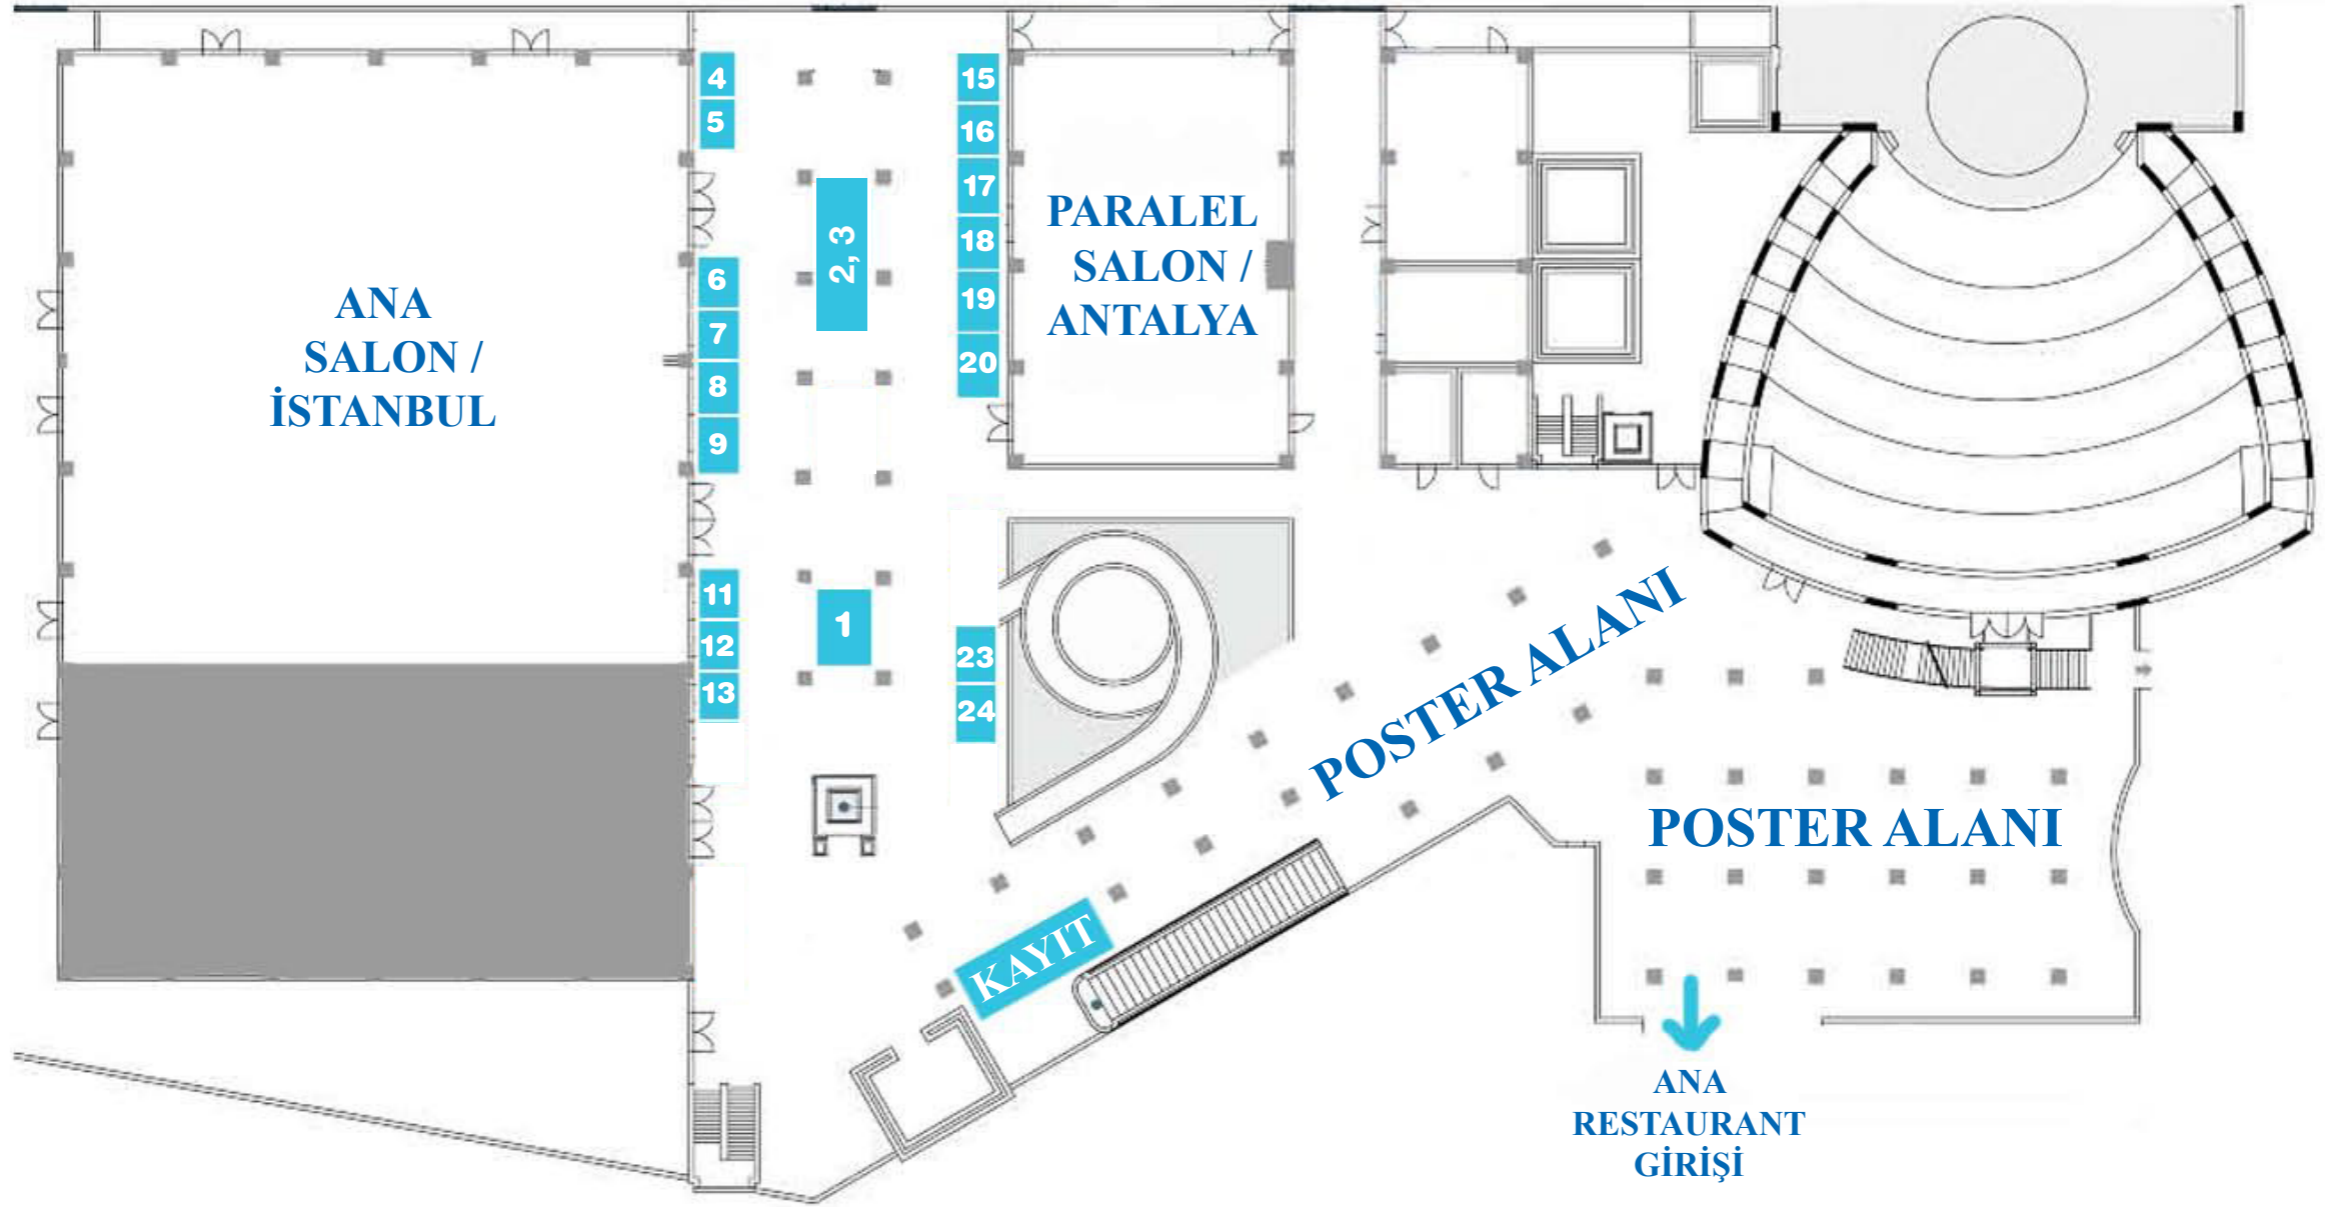 4
5
15
16
17
18
19
20
2, 3
PARALEL
SALON /
ANTALYA
ANA
SALON /
İSTANBUL
6
7
8
9
11
12
13
1
23
24
POSTER ALANI
POSTER ALANI
KAYIT
ANA
RESTAURANT
GİRİŞİ